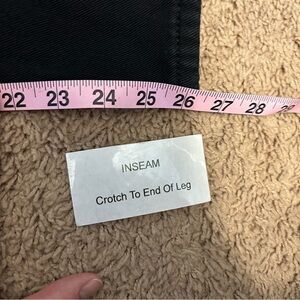 22 23 24 25 26 27 28
INSEAM
Crotch To End Of Leg